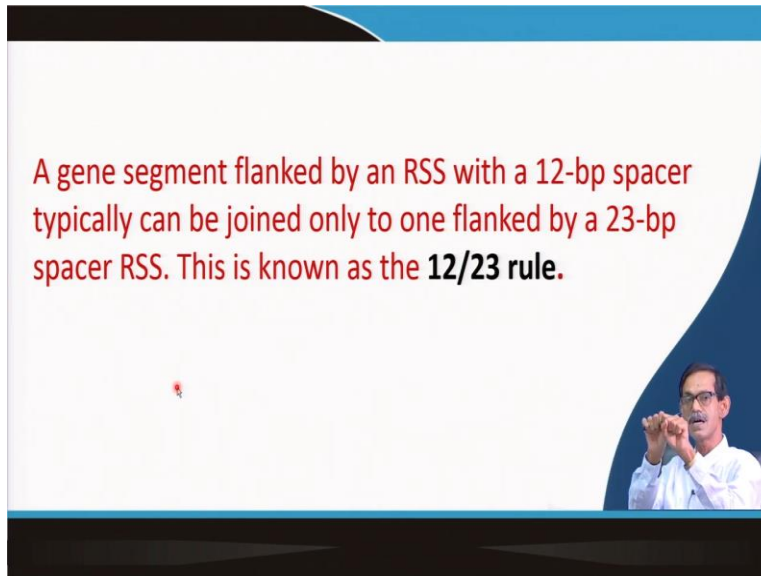 A gene segment flanked by an RSS with a 12-bp spacer
typically can be joined only to one flanked by a 23-bp
spacer RSS. This is known as the 12/23 rule.